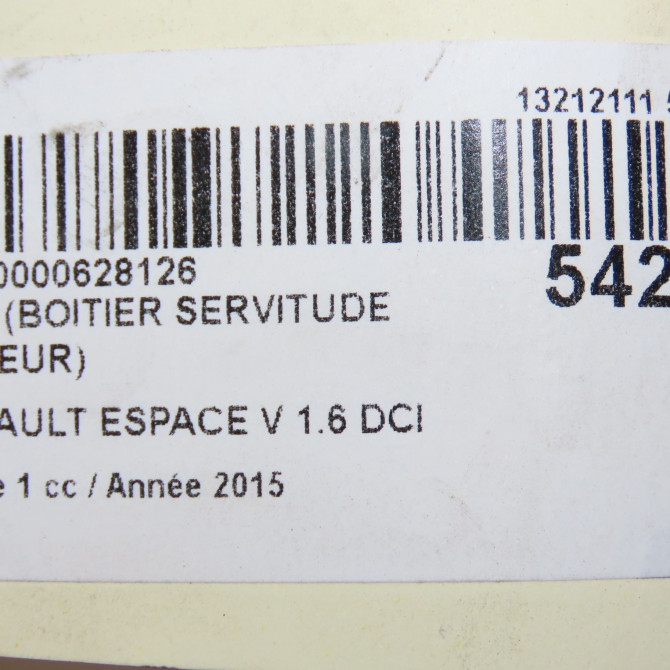 13212111
0000628126
542
(BOITIER SERVITUDE
EUR)
AULT ESPACE V 1.6 DCI
e 1 cc / Année 2015